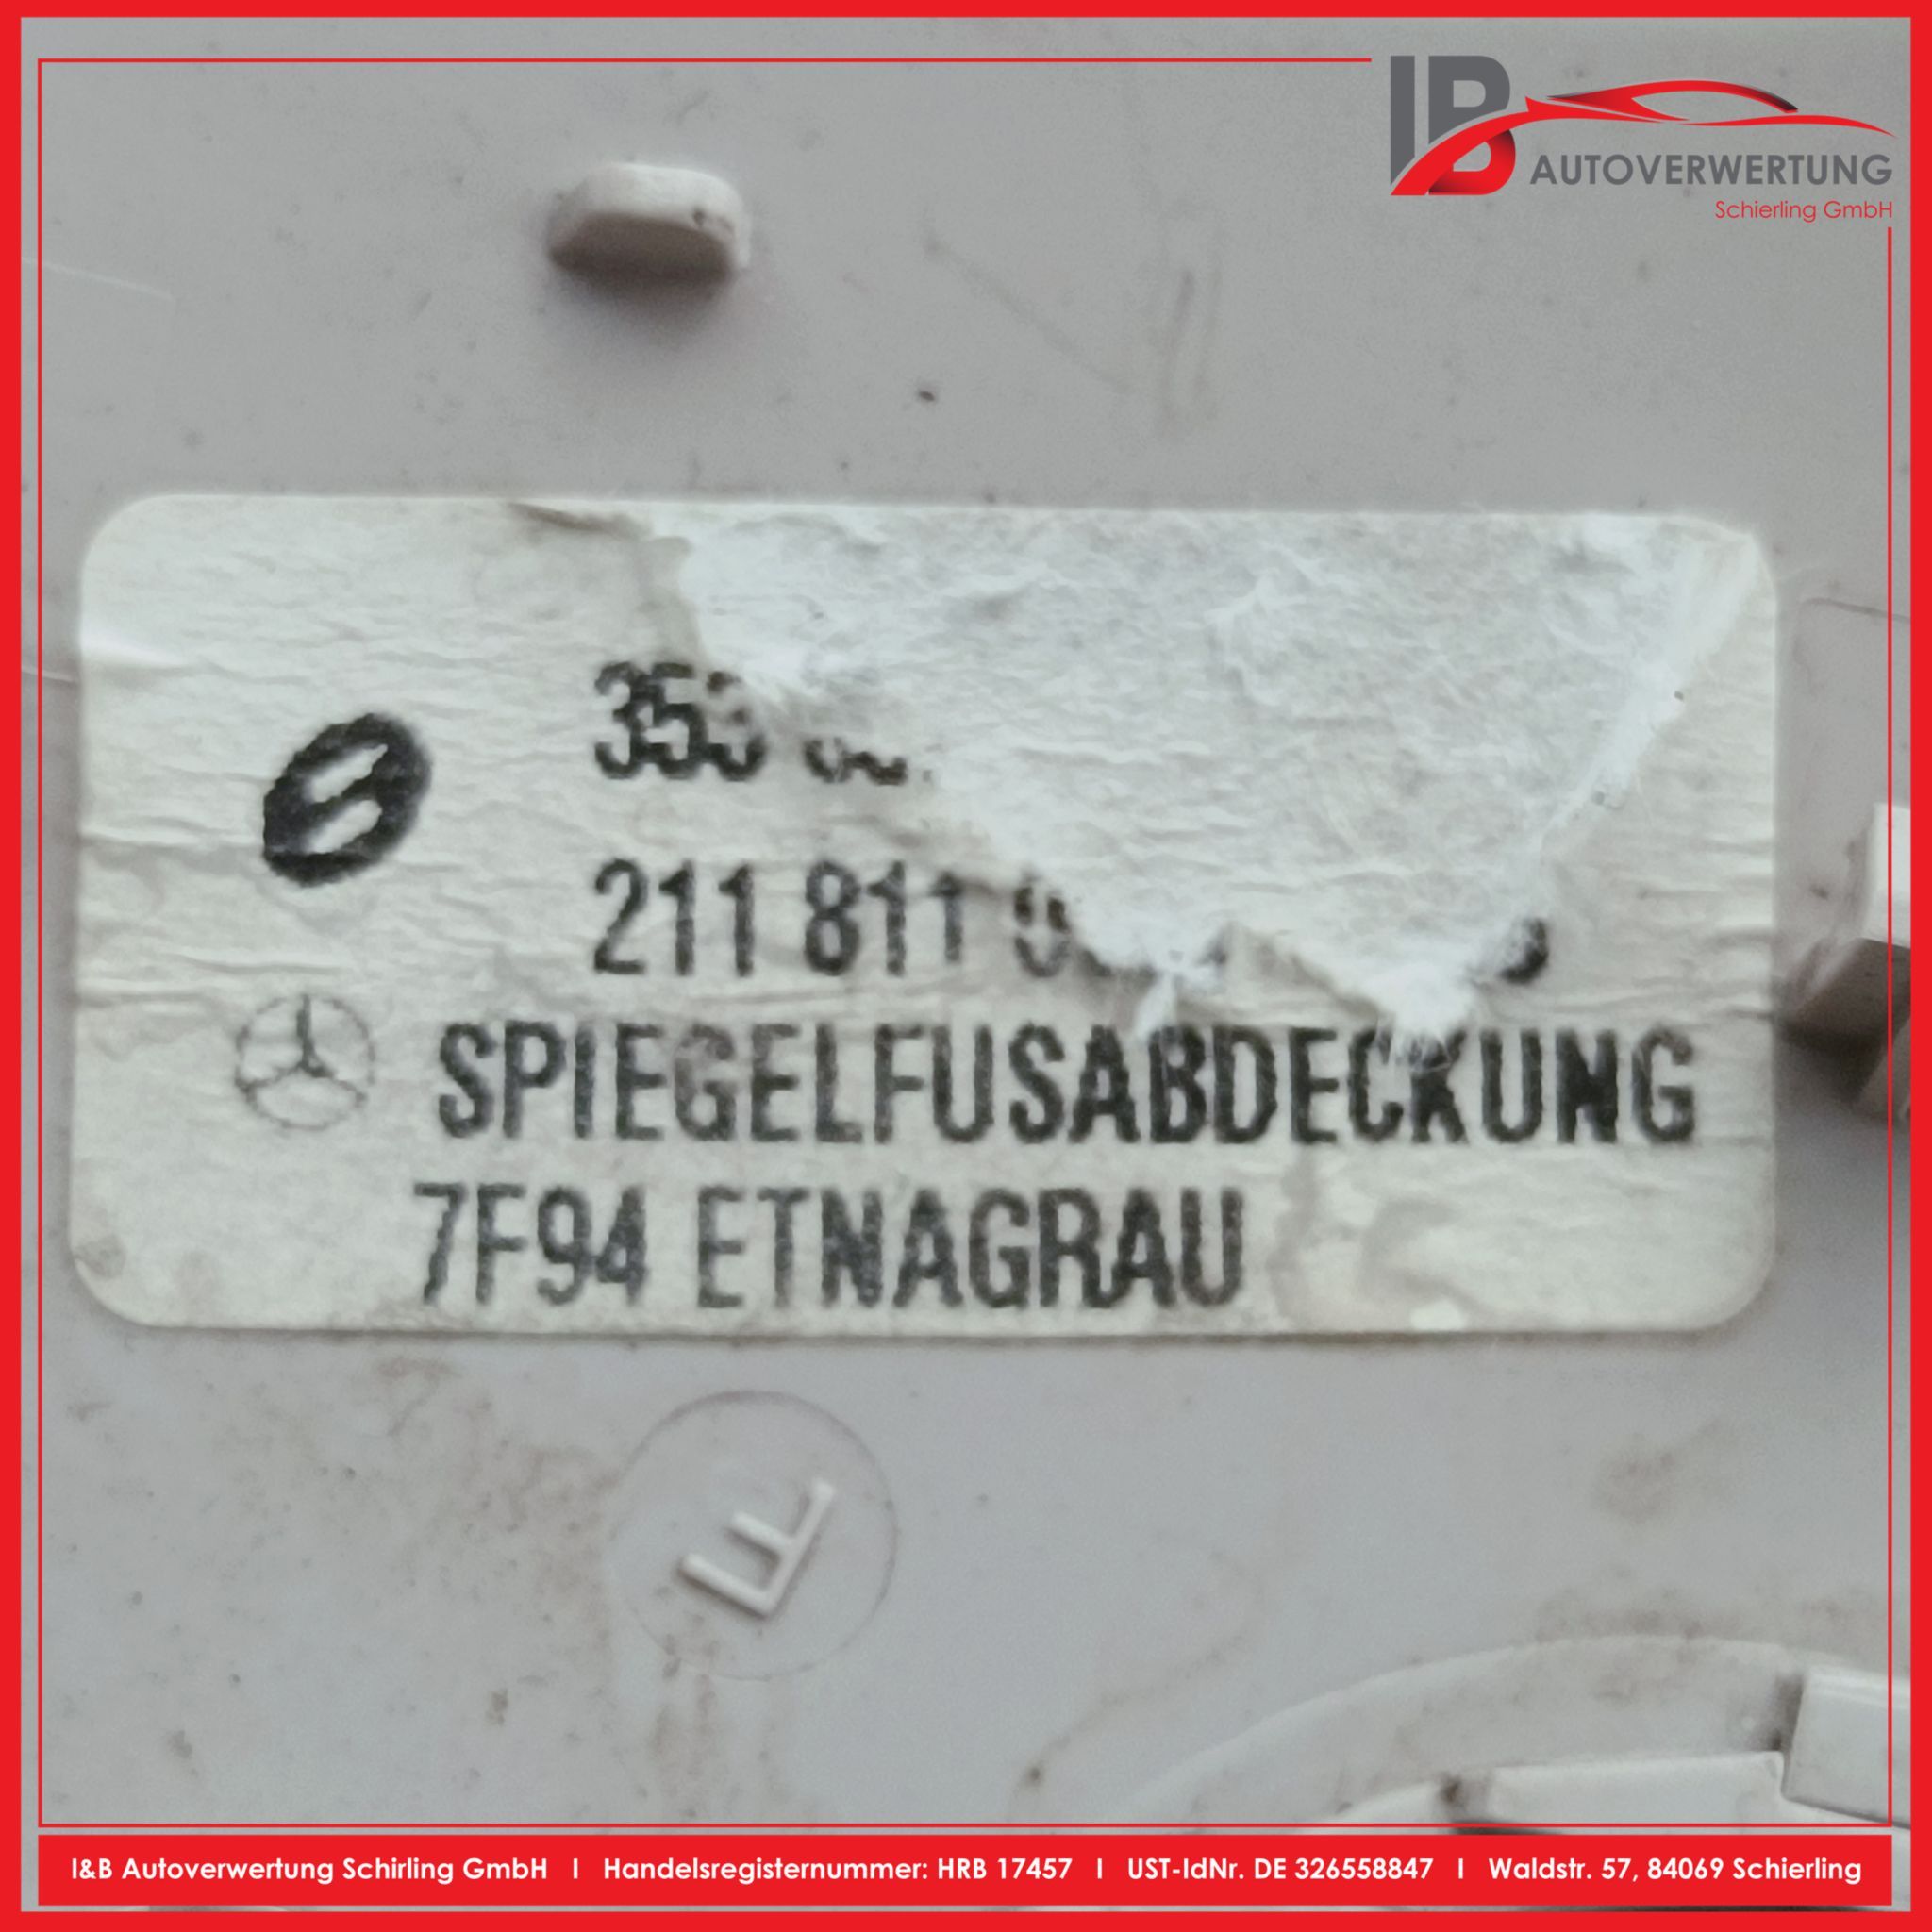 IB
AUTOVERWERTUNG
Schierling GmbH
353
211 811
SPIEGELFUSABDECKUNG
7F94 ETNAGRAU
F
I&B Autoverwertung Schirling GmbH I Handelsregisternummer: HRB 17457 I UST-IdNr. DE 326558847 I Waldstr. 57, 84069 Schierling